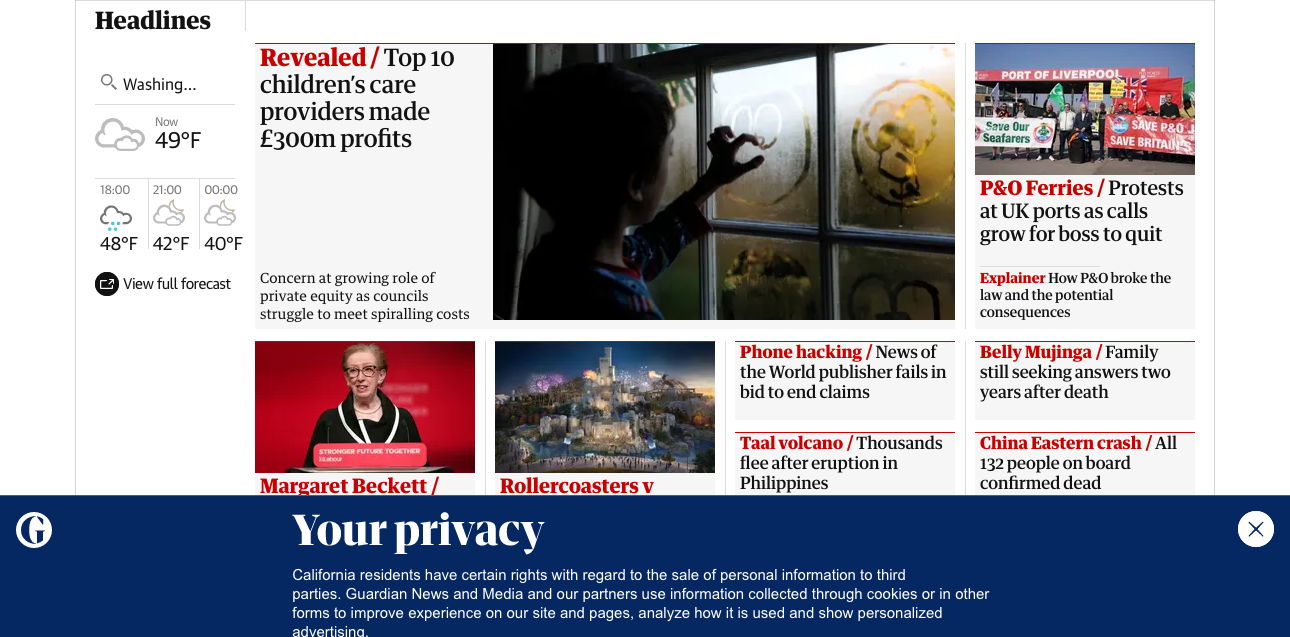 Headlines
Washing...
Now
49°F
18:00
21:00
00:00
48°F
42°F
40°F
View full forecast
Revealed / Top 10
children's care
providers made
£300m profits
Concern at growing role of
private equity as councils
struggle to meet spiralling costs
PORT OF LIVERPOOL
Save Our
Seafarers
SAVE P&O J
SAVE BRITAIN'S
P&O Ferries / Protests
at UK ports as calls
grow for boss to quit
Explainer How P&O broke the
law and the potential
consequences
STRONGER FUTURE TOGETHER
Labour
Margaret Beckett /
Rollercoasters v
Phone hacking / News of
the World publisher fails in
bid to end claims
Taal volcano / Thousands
flee after eruption in
Philippines
Belly Mujinga / Family
still seeking answers two
years after death
China Eastern crash / All
132 people on board
confirmed dead
G
Your privacy
California residents have certain rights with regard to the sale of personal information to third
parties. Guardian News and Media and our partners use information collected through cookies or in other
forms to improve experience on our site and pages, analyze how it is used and show personalized
advertising.